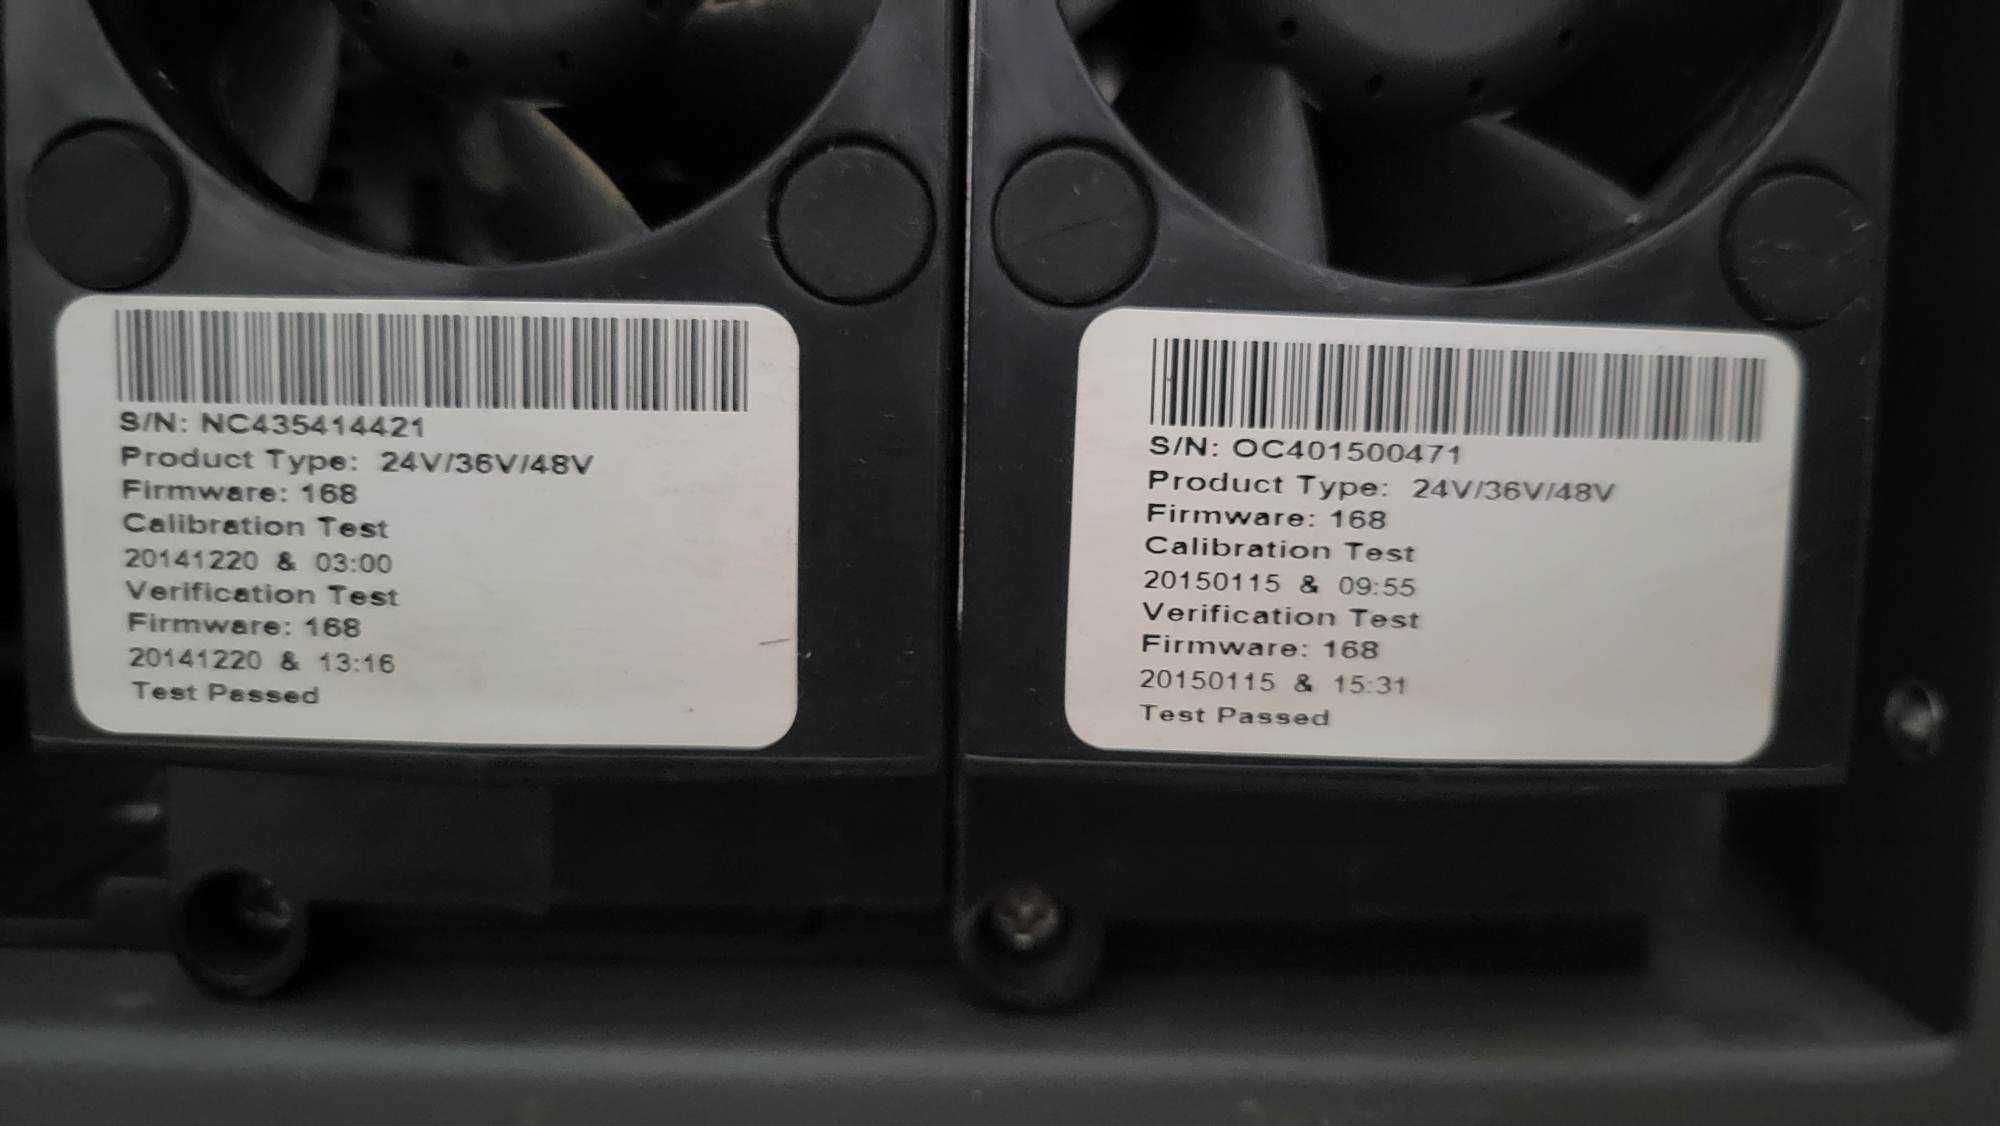 S/N: NC435414421
Product Type: 24V/36V/48V
Firmware: 168
Calibration Test
20141220 & 03:00
Verification Test
Firmware: 168
20141220 & 13:16
Test Passed
S/N: OC401500471
Product Type: 24V/36V/48V
Firmware: 168
Calibration Test
20150115 & 09:55
Verification Test
Firmware: 168
20150115 & 15:31
Test Passed